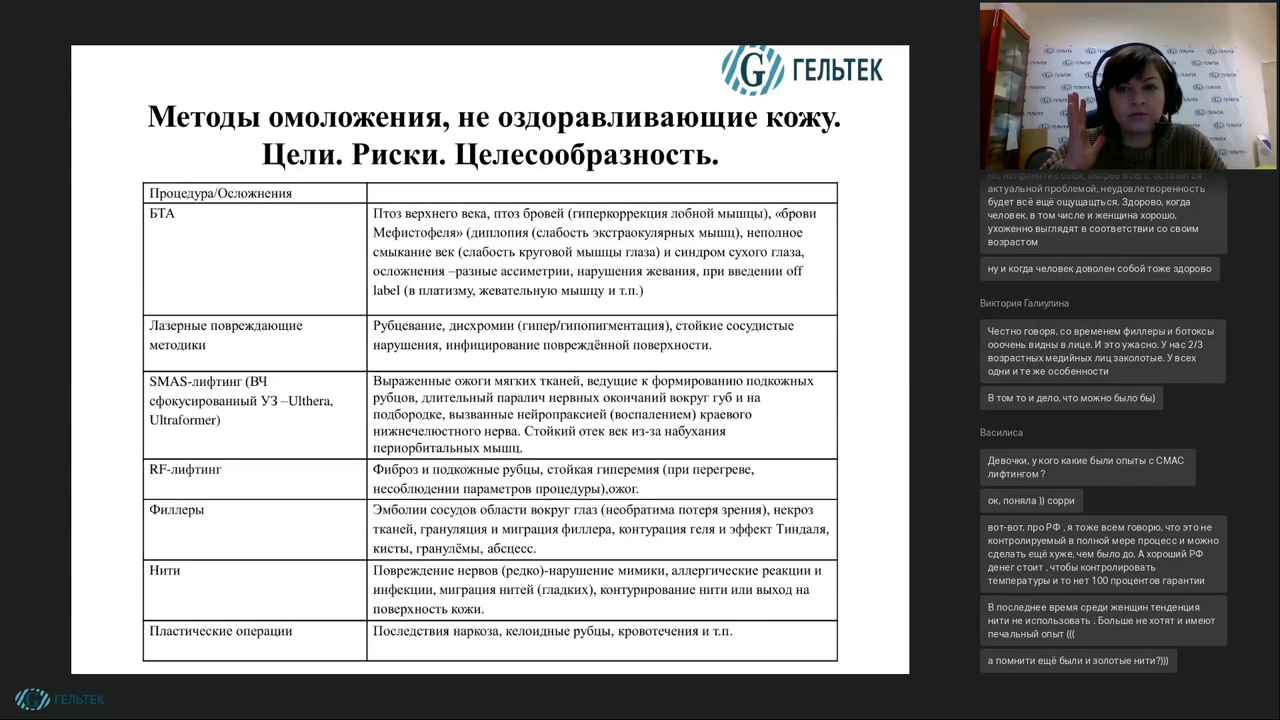 ГЕЛЬТЕК
Методы омоложения, не оздоравливающие кожу.
Цели. Риски. Целесообразность.
Процедура/Осложнения
БТА
Птоз верхнего века, птоз бровей (гиперкоррекция лобной мышцы), «брови
Мефистофеля» (диплопия (слабость экстраокулярных мышц), неполное
смыкание век (слабость круговой мышцы глаза) и синдром сухого глаза,
осложнения –разные ассиметрии, нарушения жевания, при введении off
label (в платизму, жевательную мышцу и т.п.)
Лазерные повреждающие
методики
Рубцевание, дисхромии (гипер/гипопигментация), стойкие сосудистые
нарушения, инфицирование повреждённой поверхности.
SMAS-лифтинг (ВЧ
сфокусированный УЗ –Ulthera,
Ultraformer)
Выраженные ожоги мягких тканей, ведущие к формированию подкожных
рубцов, длительный паралич нервных окончаний вокруг губ и на
подбородке, вызванные нейропраксией (воспалением) краевого
нижнечелюстного нерва. Стойкий отек век из-за набухания
периорбитальных мышц.
RF-лифтинг
Фиброз и подкожные рубцы, стойкая гиперемия (при перегреве,
несоблюдении параметров процедуры),ожог.
Филлеры
Эмболии сосудов области вокруг глаз (необратима потеря зрения), некроз
тканей, грануляция и миграция филлера, контурация геля и эффект Тиндаля,
кисты, гранулёмы, абсцесс.
Нити
Повреждение нервов (редко)-нарушение мимики, аллергические реакции и
инфекции, миграция нитей (гладких), контурирование нити или выход на
поверхность кожи.
Пластические операции
Последствия наркоза, келоидные рубцы, кровотечения и т.п.
ГЕЛЬТЕК
но, непринятие себя, скорее всего, останется
актуальной проблемой, неудовлетворенность
будет всё ещё ощущащться. Здорово, когда
человек, в том числе и женщина хорошо,
ухоженно выглядят в соответствии со своим
возрастом
ну и когда человек доволен собой тоже здорово
Виктория Галиулина
Честно говоря, со временем филлеры и ботоксы
ооочень видны в лице. И это ужасно. У нас 2/3
возрастных медийных лиц заколотые. У всех
одни и те же особенности
В том то и дело, что можно было бы)
Василиса
Девочки, у кого какие были опыты с СМАС
лифтингом ?
ок, поняла )) сорри
вот-вот, про РФ , я тоже всем говорю, что это не
контролируемый в полной мере процесс и можно
сделать ещё хуже, чем было до. А хороший РФ
денег стоит , чтобы контролировать
температуры и то нет 100 процентов гарантии
В последнее время среди женщин тенденция
нити не использовать . Больше не хотят и имеют
печальный опыт (((
а помнити ещё были и золотые нити?)))